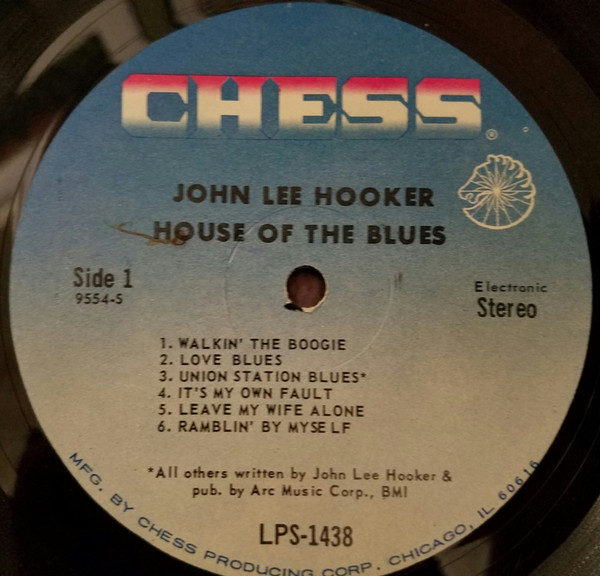 CHESS®
JOHN LEE HOOKER
HOUSE OF THE BLUES
Side 1
9554-S
Electronic
Stereo
1. WALKIN' THE BOOGIE
2. LOVE BLUES
3. UNION STATION BLUES*
4. IT'S MY OWN FAULT
5. LEAVE MY WIFE ALONE
6. RAMBLIN' BY MYSELF
*All others written by John Lee Hooker &
pub. by Arc Music Corp., BMI
LPS-1438
MFG. BY CHESS PRODUCING CORP. CHICAGO, IL 60616